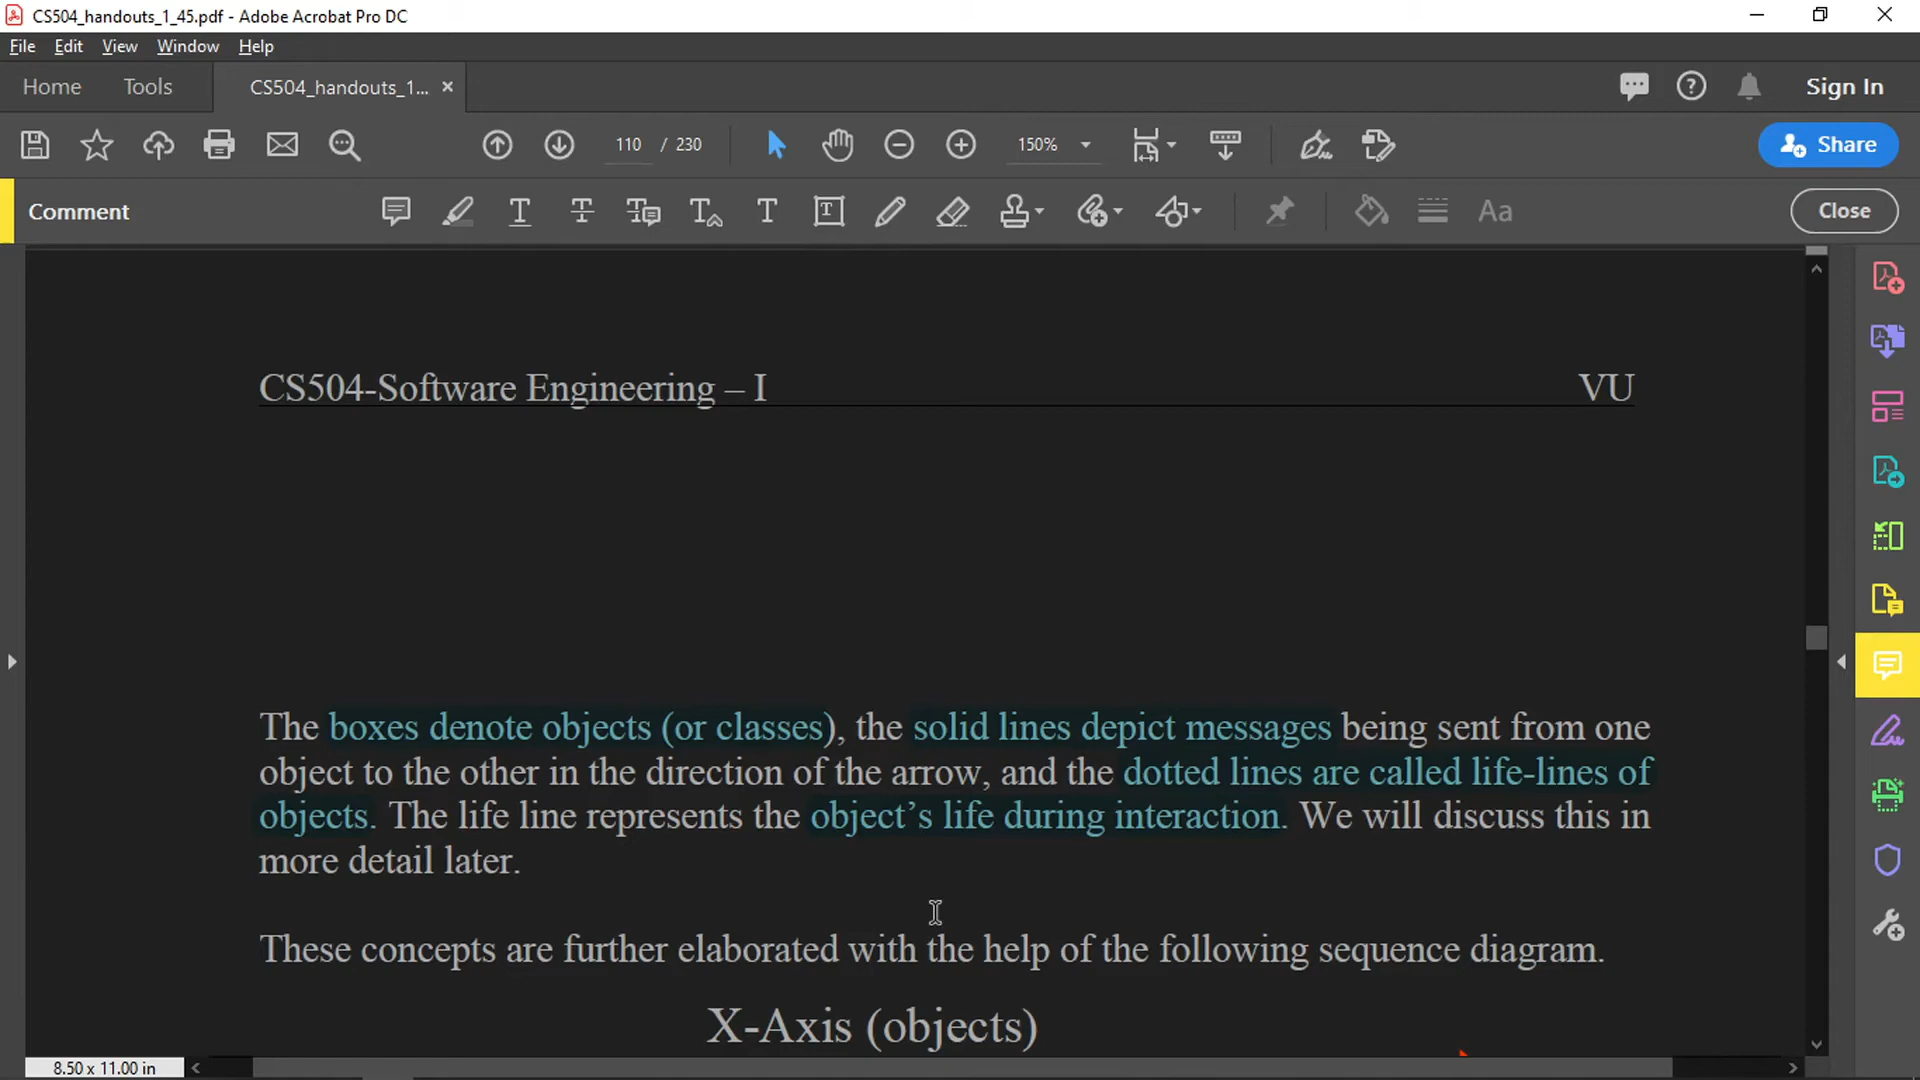 CS504_handouts_1_45.pdf - Adobe Acrobat Pro DC
File Edit View Window Help
Home Tools CS504_handouts_1... × Sign In
110 / 230 150% Share
Comment Close
CS504-Software Engineering – I VU
The boxes denote objects (or classes), the solid lines depict messages being sent from one
object to the other in the direction of the arrow, and the dotted lines are called life-lines of
objects. The life line represents the object’s life during interaction. We will discuss this in
more detail later.
These concepts are further elaborated with the help of the following sequence diagram.
X-Axis (objects)
8.50 x 11.00 in